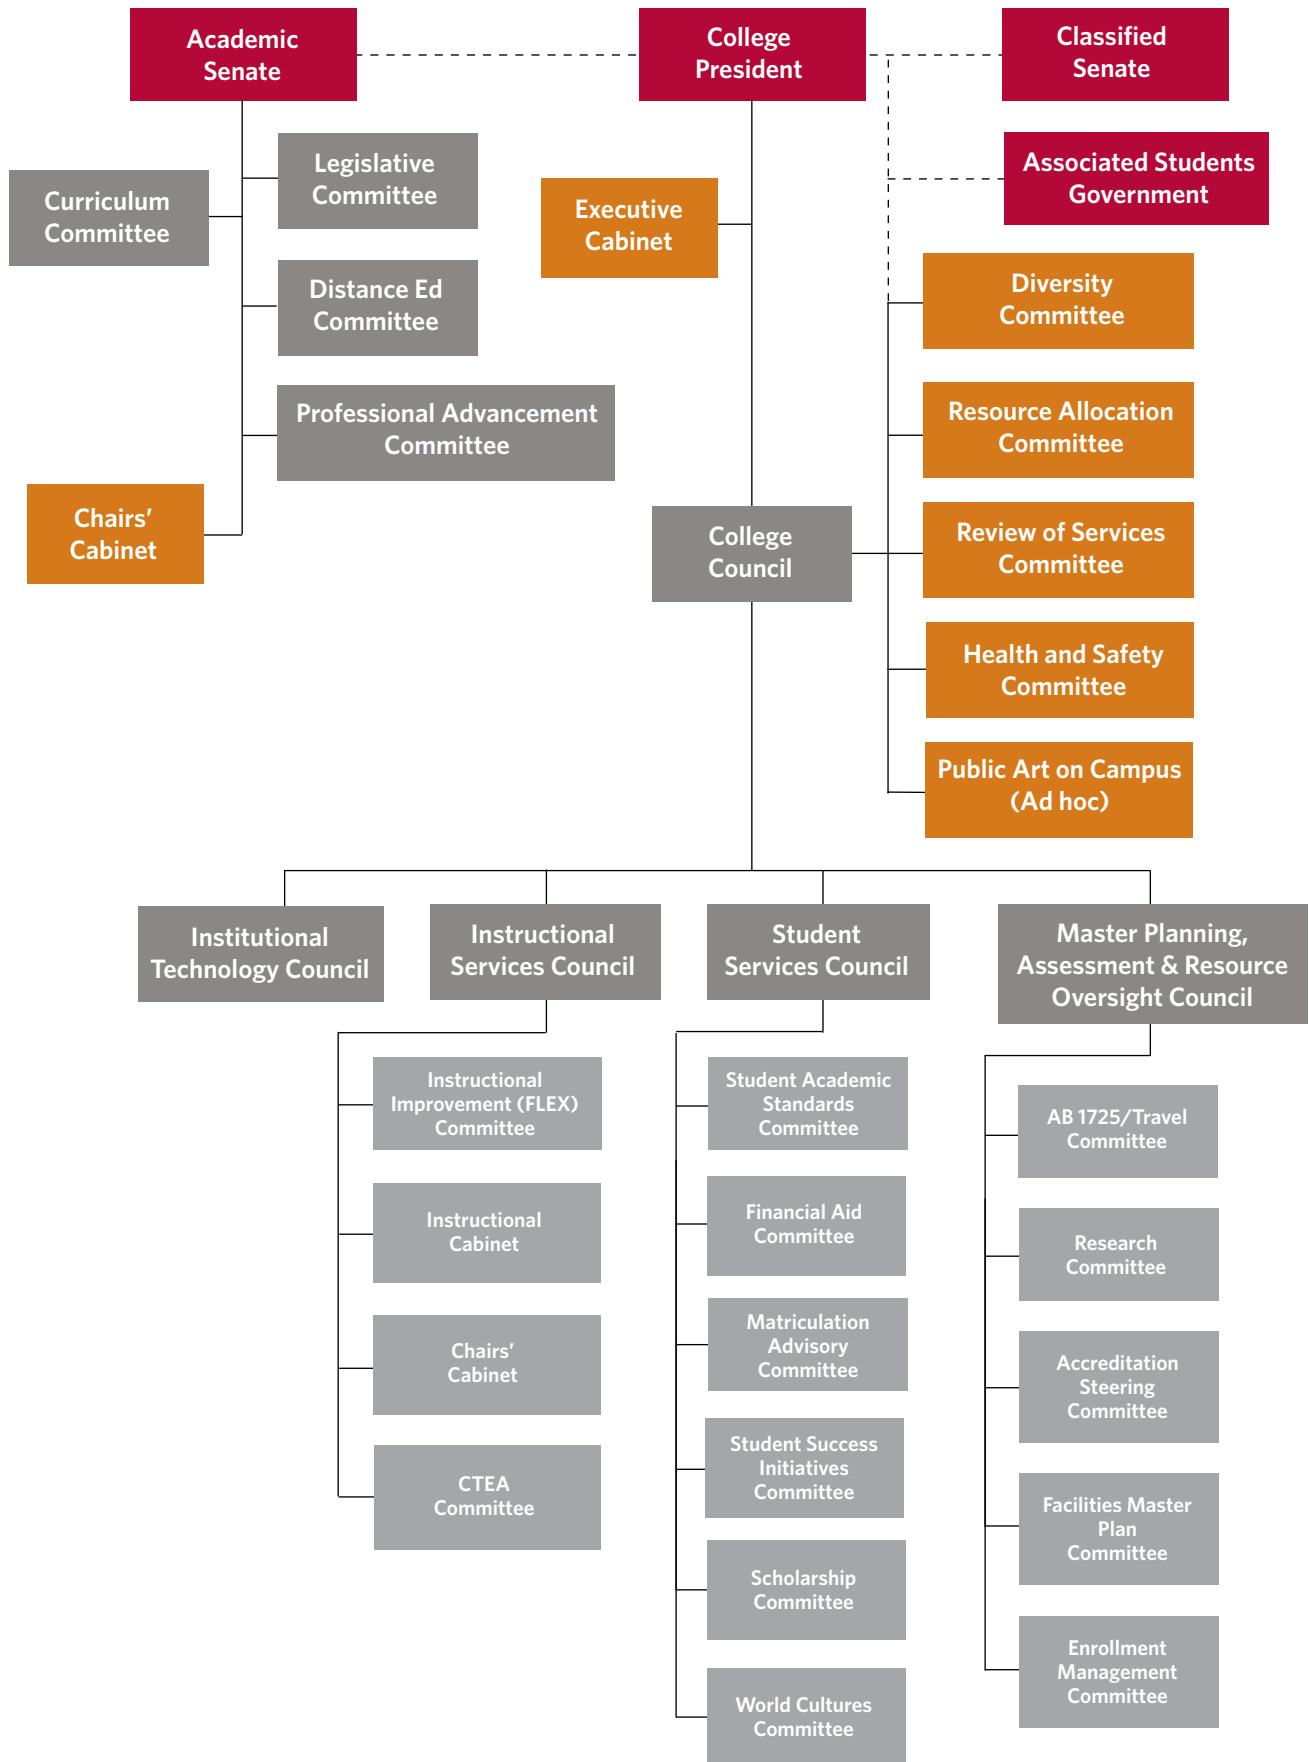 Academic
Senate
College
President
Classified
Senate
Associated Students
Government
Legislative
Committee
Curriculum
Committee
Executive
Cabinet
Distance Ed
Committee
Diversity
Committee
Professional Advancement
Committee
Resource Allocation
Committee
Chairs’
Cabinet
College
Council
Review of Services
Committee
Health and Safety
Committee
Public Art on Campus
(Ad hoc)
Institutional
Technology Council
Instructional
Services Council
Student
Services Council
Master Planning,
Assessment & Resource
Oversight Council
Instructional
Improvement (FLEX)
Committee
Instructional
Cabinet
Chairs’
Cabinet
CTEA
Committee
Student Academic
Standards
Committee
Financial Aid
Committee
Matriculation
Advisory
Committee
Student Success
Initiatives
Committee
Scholarship
Committee
World Cultures
Committee
AB 1725/Travel
Committee
Research
Committee
Accreditation
Steering
Committee
Facilities Master
Plan
Committee
Enrollment
Management
Committee